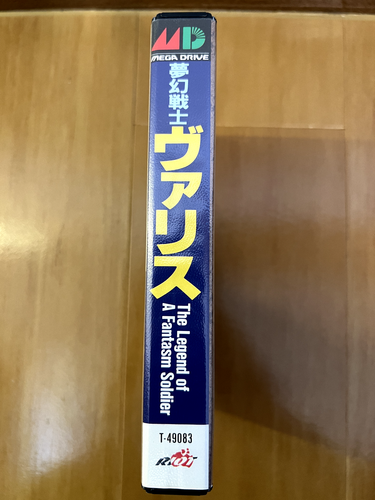 MD
MEGA DRIVE
夢幻戦士
ヴァリス
The Legend of
A Fantasm Soldier
T-49083
RIOT